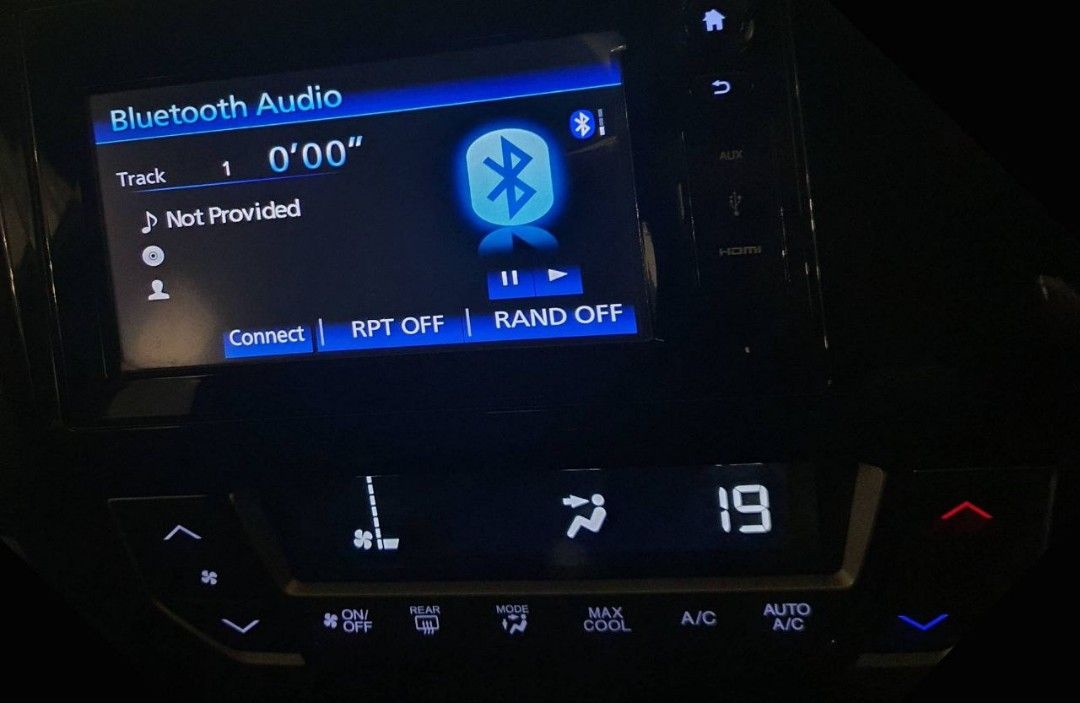 Bluetooth Audio
Track 1 0'00"
Not Provided
Connect | RPT OFF | RAND OFF
AUX
HDMI
19
ON/
OFF
REAR
MODE
MAX
COOL
A/C
AUTO
A/C